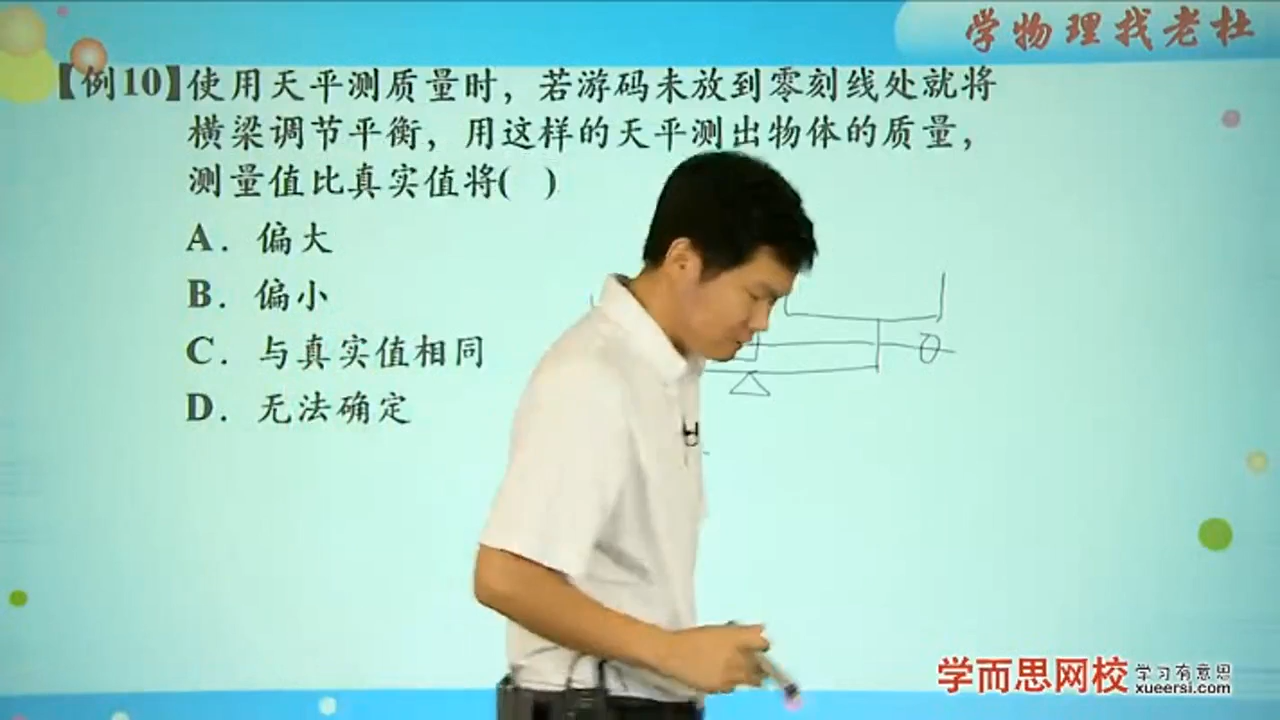 学物理找老杜
【例10】使用天平测质量时，若游码未放到零刻线处就将
横梁调节平衡，用这样的天平测出物体的质量，
测量值比真实值将(  )
A．偏大
B．偏小
C．与真实值相同
D．无法确定
学而思网校 学习有意思
xueersi.com